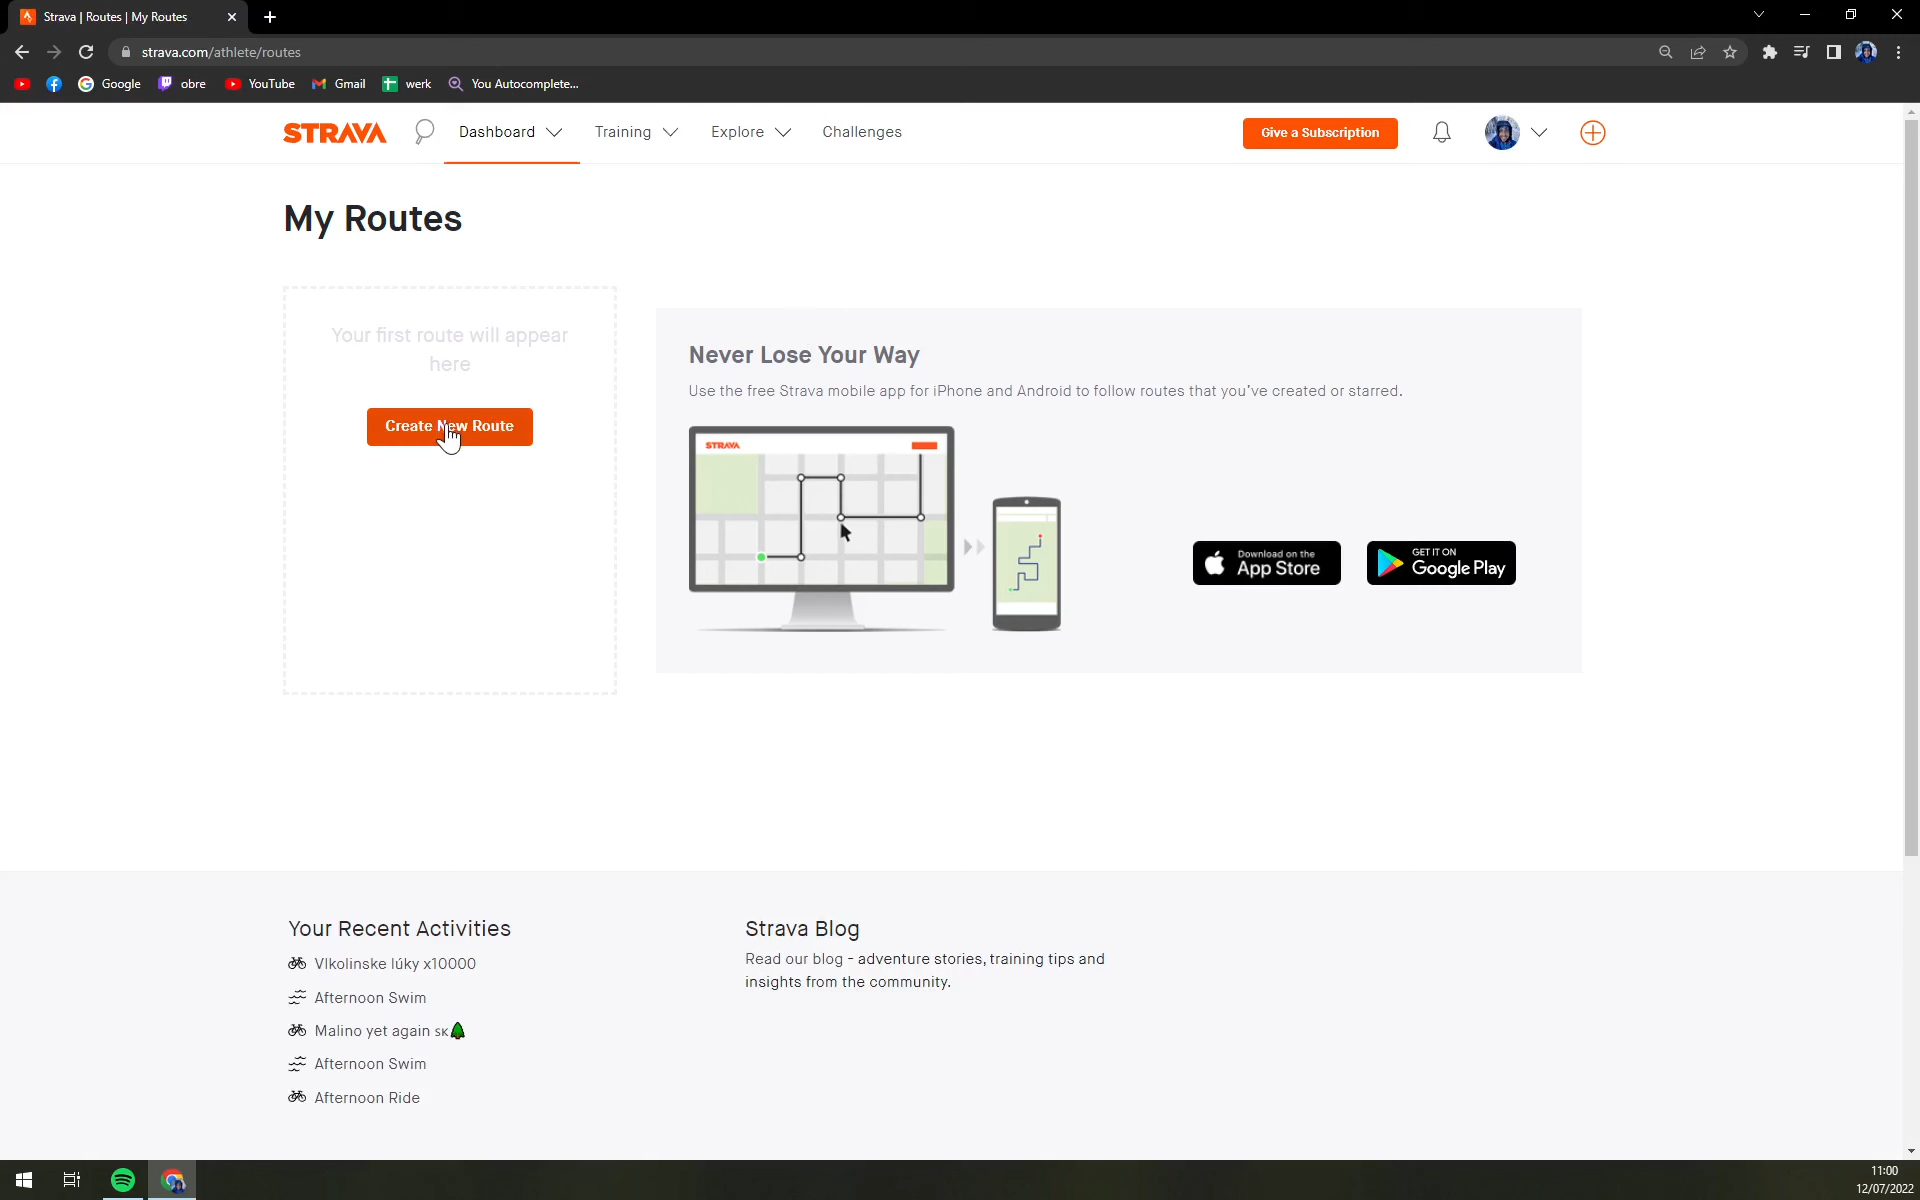 Strava | Routes | My Routes
strava.com/athlete/routes
Google
obre
YouTube
Gmail
werk
You Autocomplete...
STRAVA
Dashboard
Training
Explore
Challenges
Give a Subscription
My Routes
Your first route will appear
here
Create New Route
Never Lose Your Way
Use the free Strava mobile app for iPhone and Android to follow routes that you've created or starred.
STRAVA
Download on the
App Store
GET IT ON
Google Play
Your Recent Activities
Vlkolinske lúky x10000
Afternoon Swim
Malino yet again SK🌲
Afternoon Swim
Afternoon Ride
Strava Blog
Read our blog - adventure stories, training tips and
insights from the community.
11:00
12/07/2022